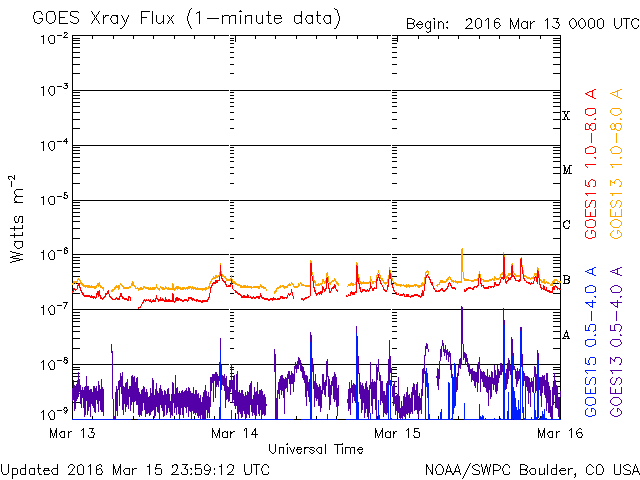 GOES Xray Flux (1-minute data)
Begin: 2016 Mar 13 0000 UTC
10-2
10-3
10-4
10-5
10-6
10-7
10-8
10-9
Watts m-2
X
M
C
B
A
GOES15 1.0-8.0 A
GOES13 1.0-8.0 A
GOES15 0.5-4.0 A
GOES13 0.5-4.0 A
Mar 13
Mar 14
Mar 15
Mar 16
Universal Time
Updated 2016 Mar 15 23:59:12 UTC
NOAA/SWPC Boulder, CO USA